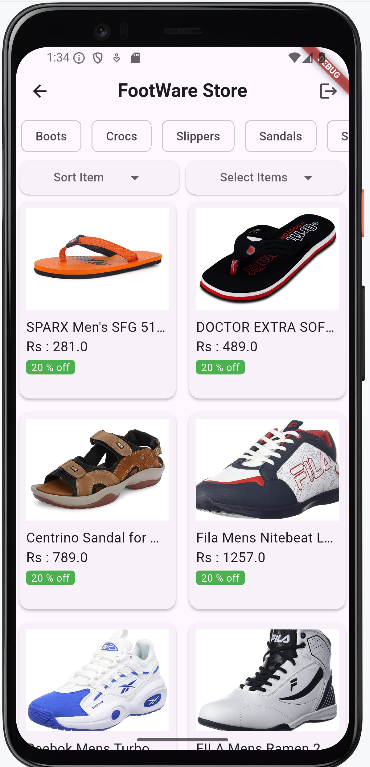 1:34
DEBUG
FootWare Store
Boots
Crocs
Slippers
Sandals
S
Sort Item
Select Items
SPARX Men's SFG 51...
DOCTOR EXTRA SOF...
Rs : 281.0
Rs : 489.0
20 % off
20 % off
FILA
Centrino Sandal for ...
Fila Mens Nitebeat L...
Rs : 789.0
Rs : 1257.0
20 % off
20 % off
FILA
Reebok Mens Turbo
FILA Mens Ramen 2